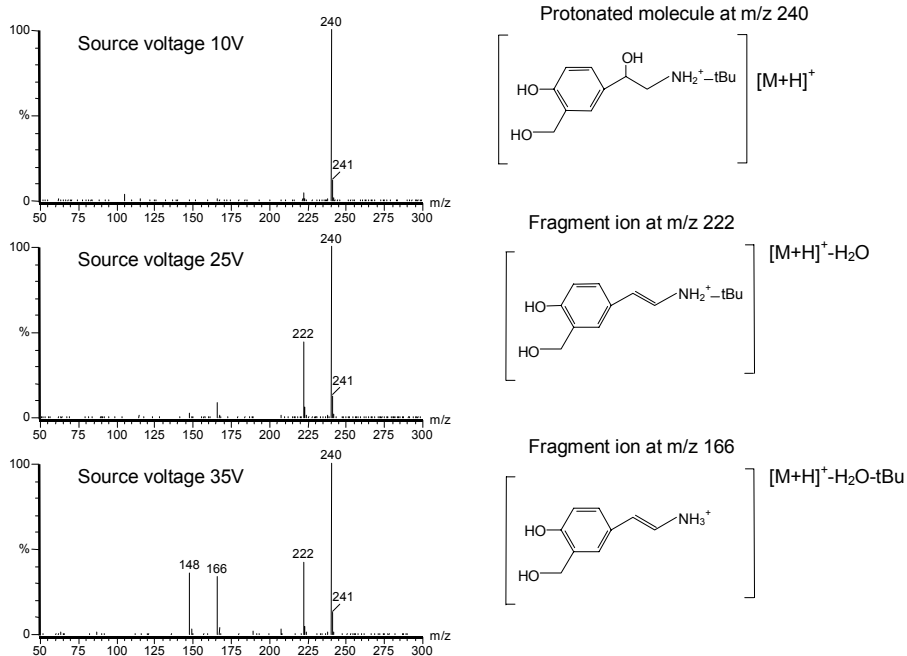 Source voltage 10V
100
%
0
240
241
50 75 100 125 150 175 200 225 250 275 300 m/z
Protonated molecule at m/z 240
OH
HO
HO
NH₂⁺–tBu
[M+H]⁺
Source voltage 25V
100
%
0
240
222
241
50 75 100 125 150 175 200 225 250 275 300 m/z
Fragment ion at m/z 222
HO
HO
NH₂⁺–tBu
[M+H]⁺-H₂O
Source voltage 35V
100
%
0
240
148 166
222
241
50 75 100 125 150 175 200 225 250 275 300 m/z
Fragment ion at m/z 166
HO
HO
NH₃⁺
[M+H]⁺-H₂O-tBu